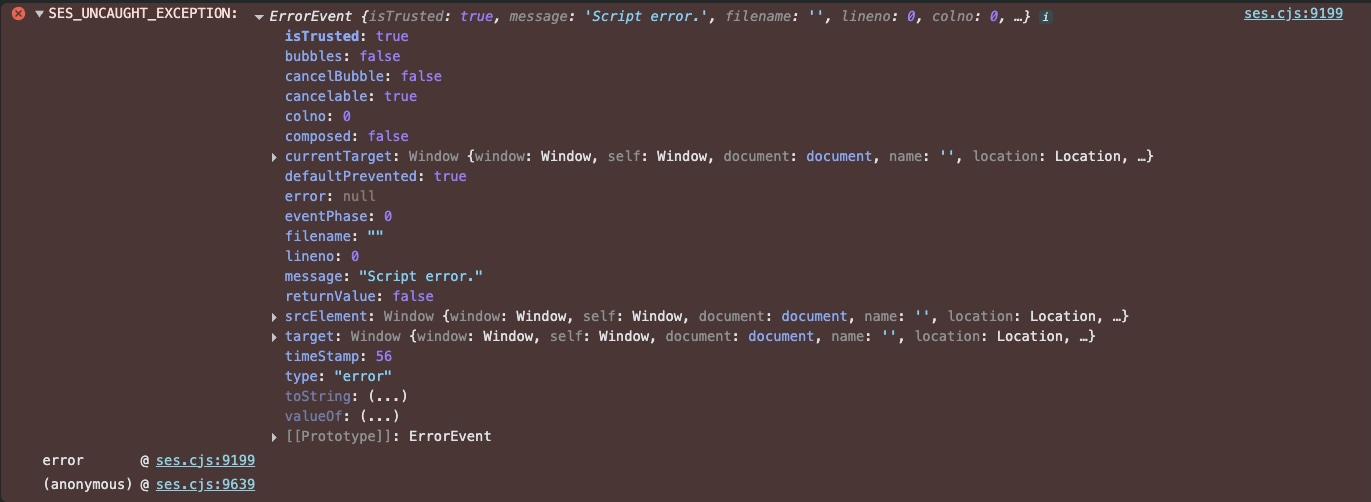 SES_UNCAUGHT_EXCEPTION: ErrorEvent {isTrusted: true, message: 'Script error.', filename: '', lineno: 0, colno: 0, …} i ses.cjs:9199
isTrusted: true
bubbles: false
cancelBubble: false
cancelable: true
colno: 0
composed: false
currentTarget: Window {window: Window, self: Window, document: document, name: '', location: Location, …}
defaultPrevented: true
error: null
eventPhase: 0
filename: ""
lineno: 0
message: "Script error."
returnValue: false
srcElement: Window {window: Window, self: Window, document: document, name: '', location: Location, …}
target: Window {window: Window, self: Window, document: document, name: '', location: Location, …}
timeStamp: 56
type: "error"
toString: (...)
valueOf: (...)
[[Prototype]]: ErrorEvent
error @ ses.cjs:9199
(anonymous) @ ses.cjs:9639